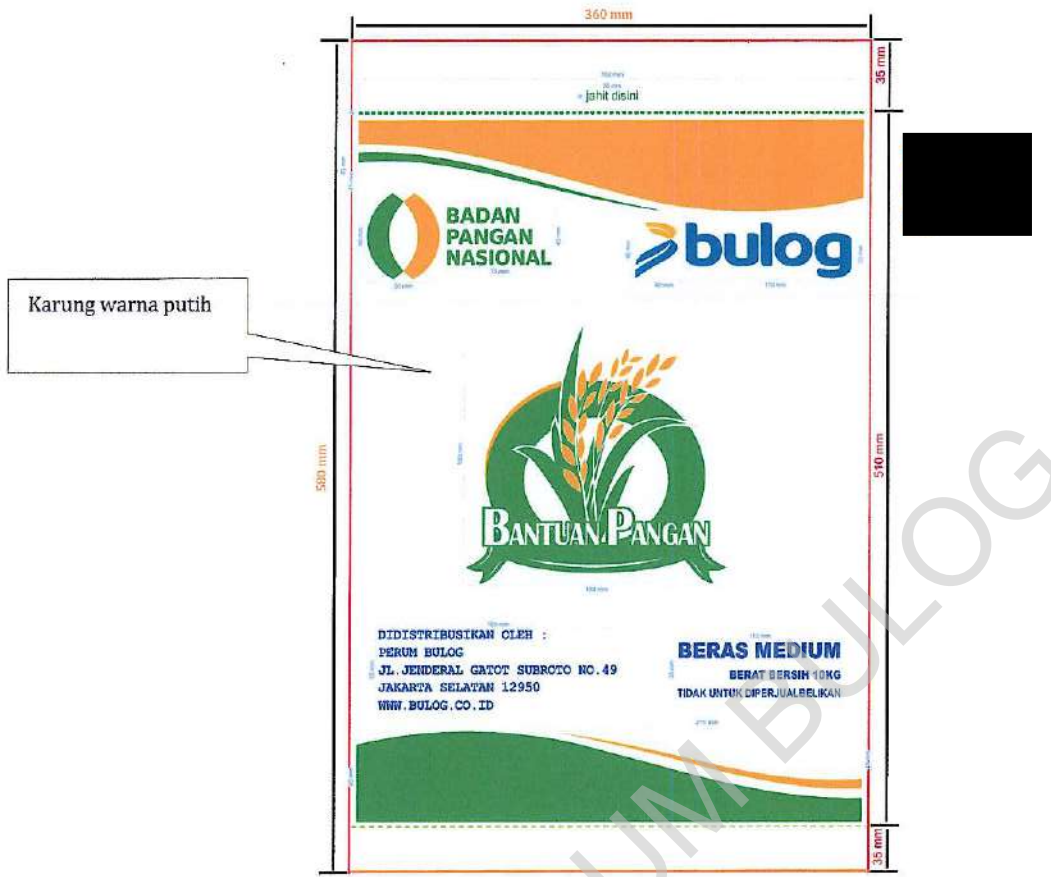 360 mm
35 mm
jahit disini
BADAN
PANGAN
NASIONAL
bulog
Karung warna putih
580 mm
510 mm
BANTUAN PANGAN
DIDISTRIBUSIKAN OLEH :
PERUM BULOG
JL.JENDERAL GATOT SUBROTO NO.49
JAKARTA SELATAN 12950
WWW.BULOG.CO.ID
BERAS MEDIUM
BERAT BERSIH 10KG
TIDAK UNTUK DIPERJUALBELIKAN
35 mm
UM BULOG